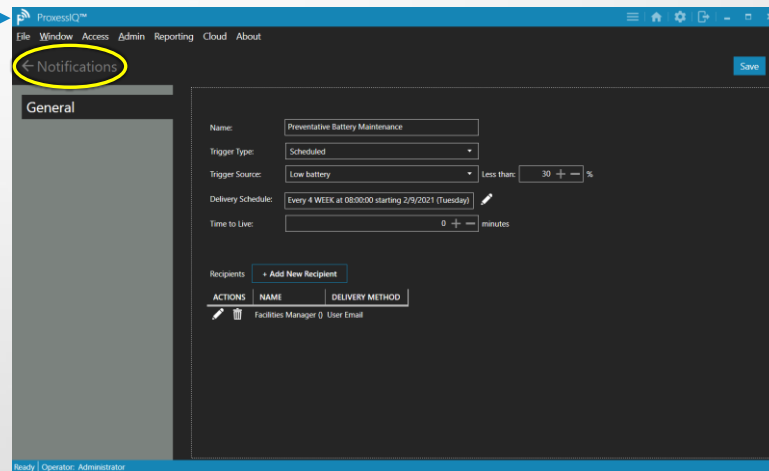 ProxessIQ™
File Window Access Admin Reporting Cloud About
Notifications
Save
General
Name: Preventative Battery Maintenance
Trigger Type: Scheduled
Trigger Source: Low battery Less than: 30 %
Delivery Schedule: Every 4 WEEK at 08:00:00 starting 2/9/2021 (Tuesday)
Time to Live: 0 minutes
Recipients + Add New Recipient
ACTIONS NAME DELIVERY METHOD
Facilities Manager () User Email
Ready Operator: Administrator